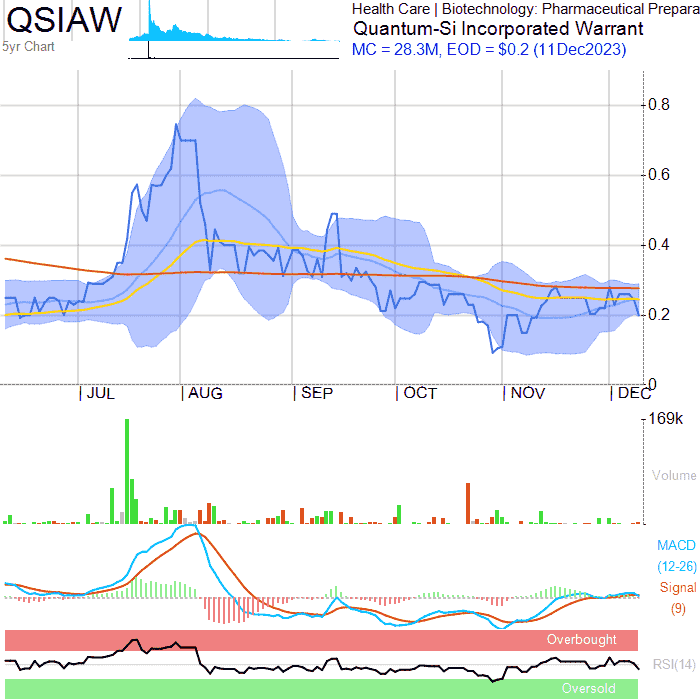 QSIAW
5yr Chart
Health Care | Biotechnology: Pharmaceutical Prepara
Quantum-Si Incorporated Warrant
MC = 28.3M, EOD = $0.2 (11Dec2023)
0.8
0.6
0.4
0.2
0
JUL AUG SEP OCT NOV DEC
169k
Volume
MACD
(12-26)
Signal
(9)
Overbought
RSI(14)
Oversold